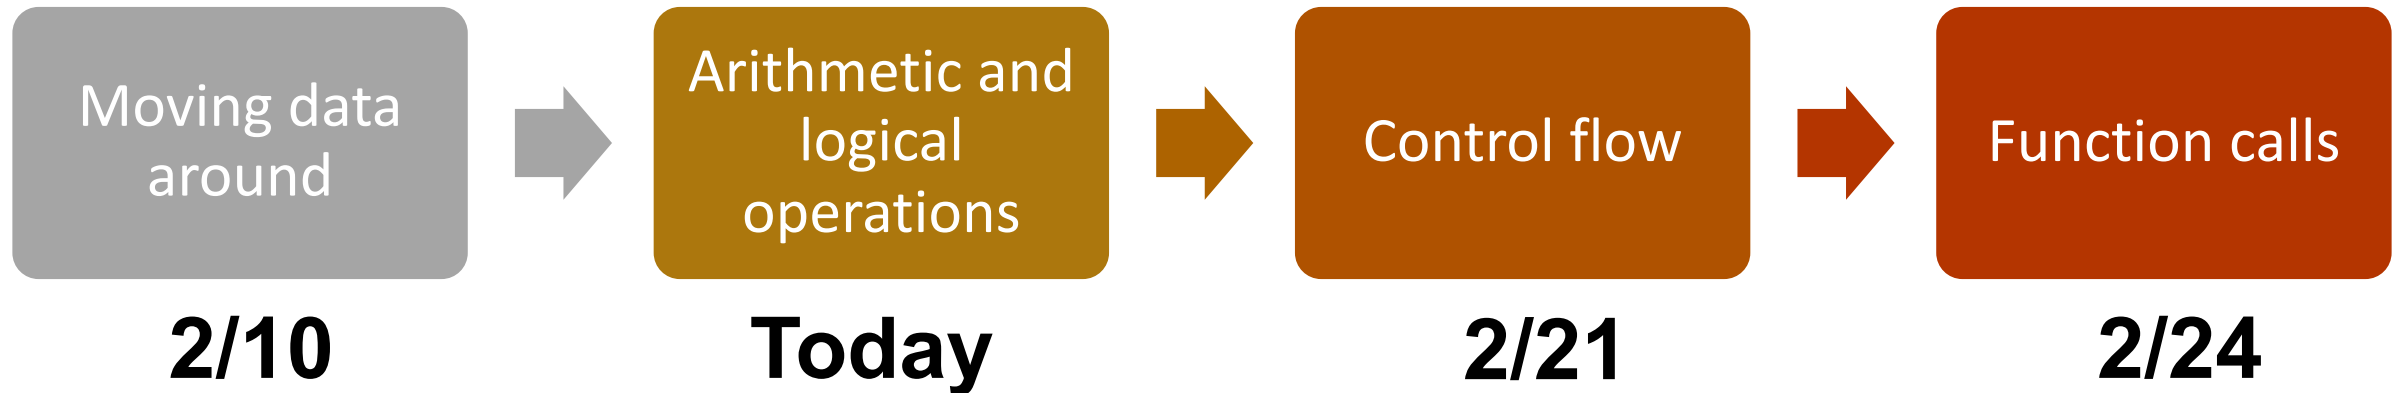 Moving data
around
Arithmetic and
logical
operations
Control flow
Function calls
2/10
Today
2/21
2/24